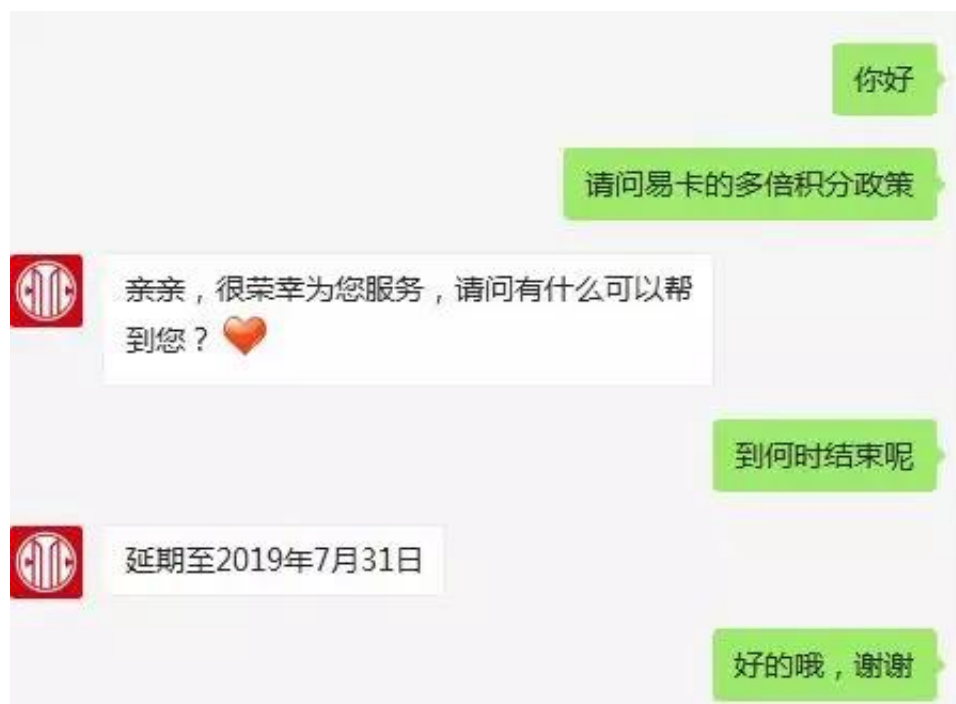 你好
请问易卡的多倍积分政策
亲亲，很荣幸为您服务，请问有什么可以帮
到您？
到何时结束呢
延期至2019年7月31日
好的哦，谢谢